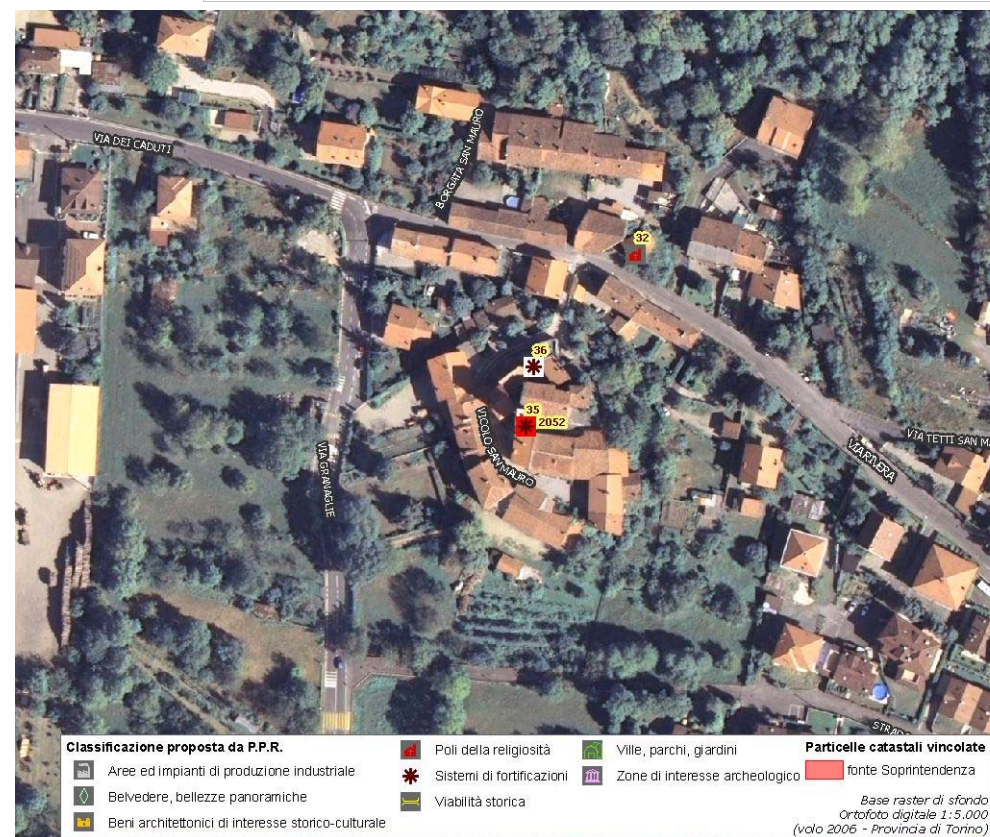 VIA DEI CADUTI
BORGATA SAN MAURO
32
36
35
2052
VICOLO SAN MAURO
VIA GRANAGLIE
VIA RIVERA
VIA TETTI SAN MA
STRAD
Classificazione proposta da P.P.R.
Aree ed impianti di produzione industriale
Belvedere, bellezze panoramiche
Beni architettonici di interesse storico-culturale
Poli della religiosità
Sistemi di fortificazioni
Viabilità storica
Ville, parchi, giardini
Zone di interesse archeologico
Particelle catastali vincolate
fonte Soprintendenza
Base raster di sfondo
Ortofoto digitale 1:5.000
(volo 2006 - Provincia di Torino)